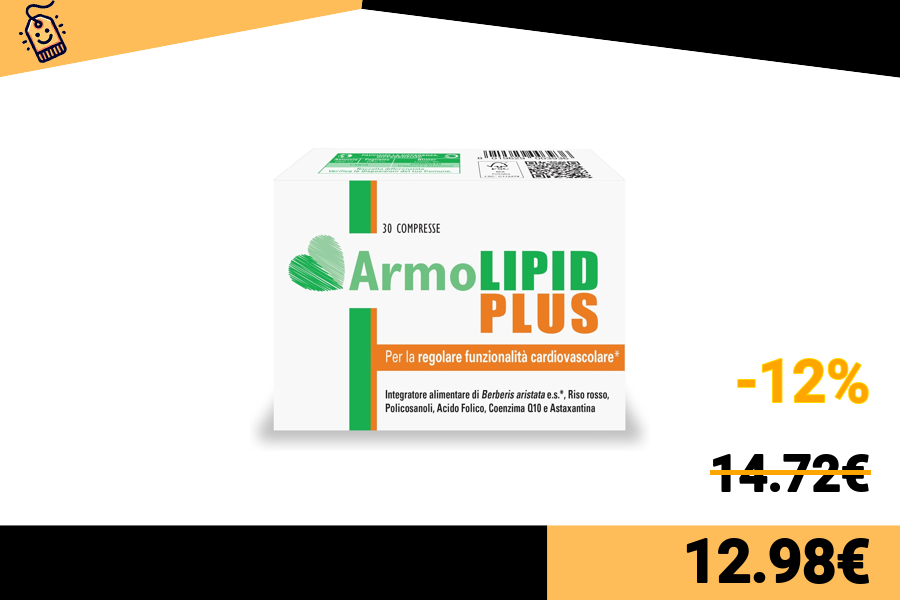 30 COMPRESSE
ArmoLIPID
PLUS
Per la regolare funzionalità cardiovascolare*
Integratore alimentare di Berberis aristata e.s.*, Riso rosso,
Policosanoli, Acido Folico, Coenzima Q10 e Astaxantina
-12%
14.72€
12.98€